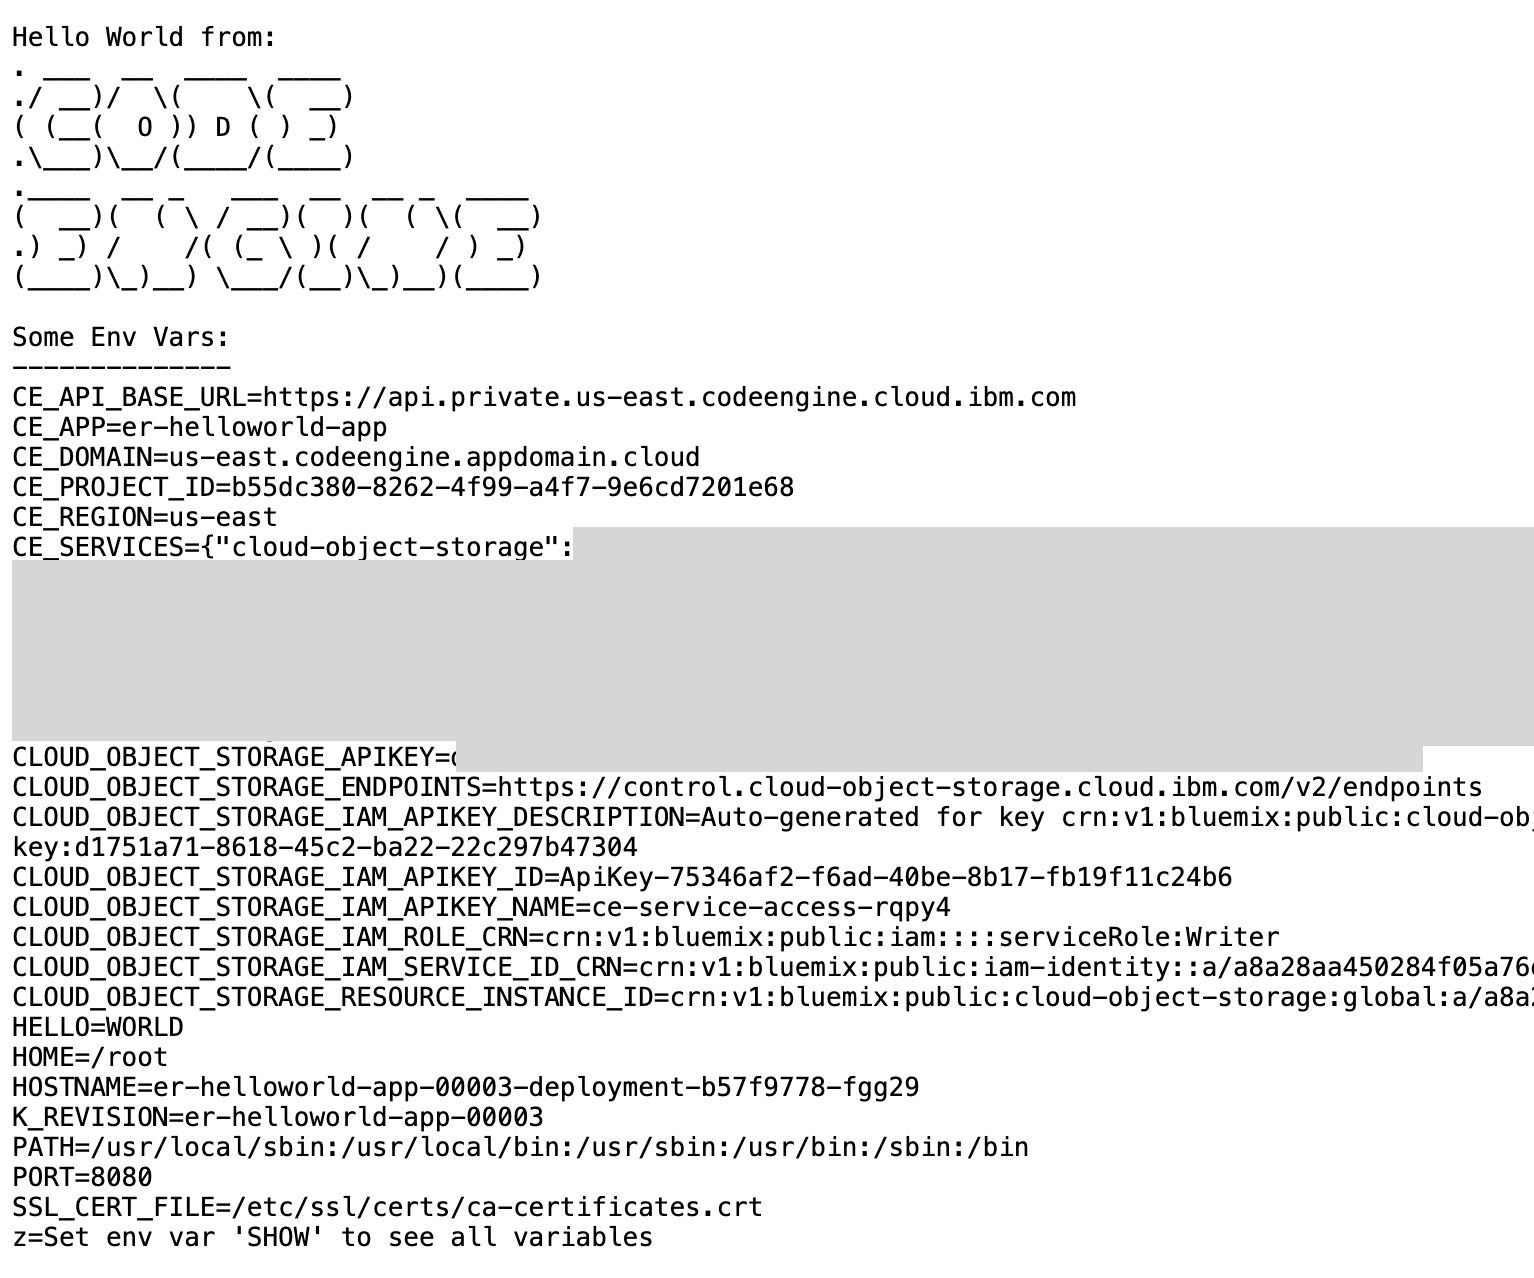 Hello World from:
. ___  __  ____  ____
./ __)/  \(    \(  __)
( (__(  O )) D ( ) _)
.\___)\__/(____/(____)
.____  __ _   ___  __  __ _  ____
(  __)(  ( \ / __)(  )(  ( \(  __)
.) _) /    /( (_ \ )( /    / ) _)
(____)\_)__) \___/(__)\_)__)(____)
Some Env Vars:
--------------
CE_API_BASE_URL=https://api.private.us-east.codeengine.cloud.ibm.com
CE_APP=er-helloworld-app
CE_DOMAIN=us-east.codeengine.appdomain.cloud
CE_PROJECT_ID=b55dc380-8262-4f99-a4f7-9e6cd7201e68
CE_REGION=us-east
CE_SERVICES={"cloud-object-storage":
CLOUD_OBJECT_STORAGE_APIKEY=
CLOUD_OBJECT_STORAGE_ENDPOINTS=https://control.cloud-object-storage.cloud.ibm.com/v2/endpoints
CLOUD_OBJECT_STORAGE_IAM_APIKEY_DESCRIPTION=Auto-generated for key crn:v1:bluemix:public:cloud-ob
key:d1751a71-8618-45c2-ba22-22c297b47304
CLOUD_OBJECT_STORAGE_IAM_APIKEY_ID=ApiKey-75346af2-f6ad-40be-8b17-fb19f11c24b6
CLOUD_OBJECT_STORAGE_IAM_APIKEY_NAME=ce-service-access-rqpy4
CLOUD_OBJECT_STORAGE_IAM_ROLE_CRN=crn:v1:bluemix:public:iam::::serviceRole:Writer
CLOUD_OBJECT_STORAGE_IAM_SERVICE_ID_CRN=crn:v1:bluemix:public:iam-identity::a/a8a28aa450284f05a76
CLOUD_OBJECT_STORAGE_RESOURCE_INSTANCE_ID=crn:v1:bluemix:public:cloud-object-storage:global:a/a8a
HELLO=WORLD
HOME=/root
HOSTNAME=er-helloworld-app-00003-deployment-b57f9778-fgg29
K_REVISION=er-helloworld-app-00003
PATH=/usr/local/sbin:/usr/local/bin:/usr/sbin:/usr/bin:/sbin:/bin
PORT=8080
SSL_CERT_FILE=/etc/ssl/certs/ca-certificates.crt
z=Set env var 'SHOW' to see all variables